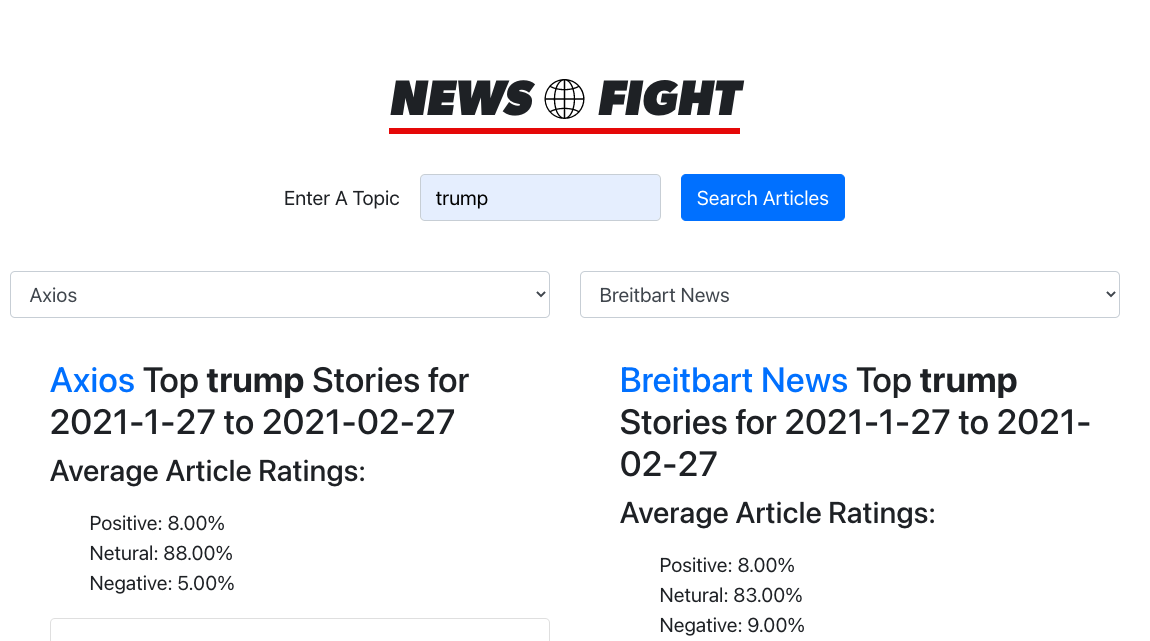 NEWS FIGHT
Enter A Topic trump Search Articles
Axios
Breitbart News
Axios Top trump Stories for
2021-1-27 to 2021-02-27
Average Article Ratings:
Positive: 8.00%
Netural: 88.00%
Negative: 5.00%
Breitbart News Top trump
Stories for 2021-1-27 to 2021-
02-27
Average Article Ratings:
Positive: 8.00%
Netural: 83.00%
Negative: 9.00%